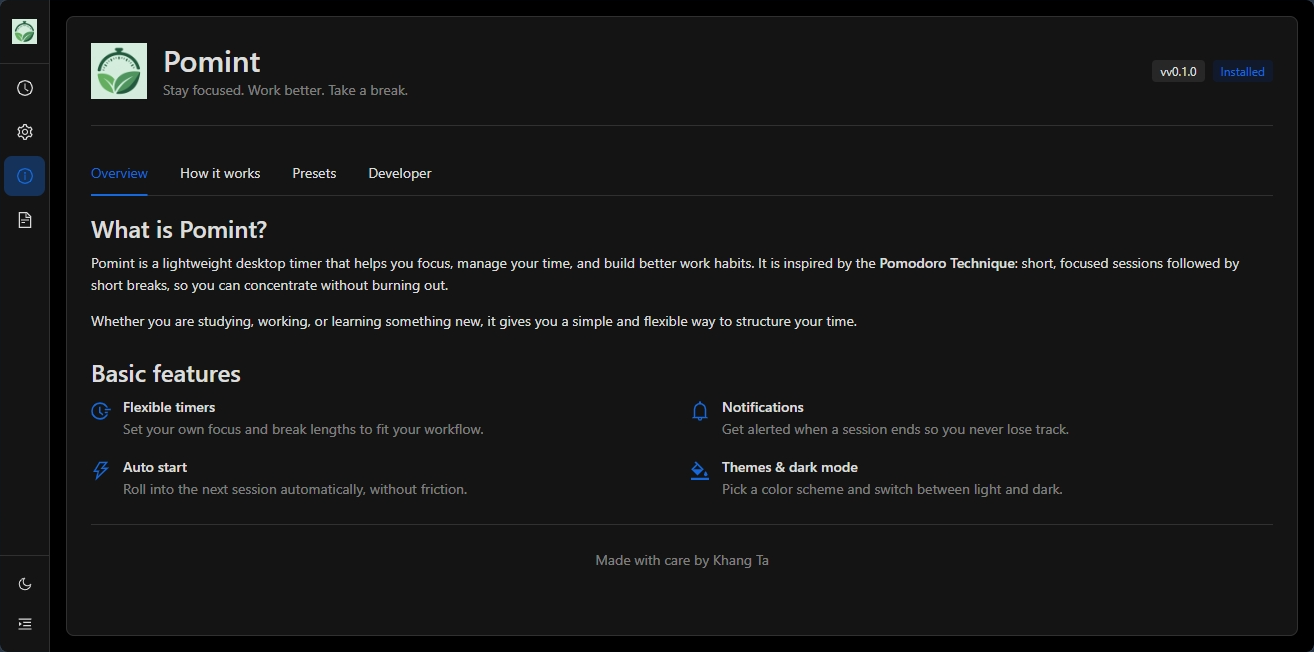 Pomint
Stay focused. Work better. Take a break.
vv0.1.0 Installed
Overview How it works Presets Developer
What is Pomint?
Pomint is a lightweight desktop timer that helps you focus, manage your time, and build better work habits. It is inspired by the Pomodoro Technique: short, focused sessions followed by
short breaks, so you can concentrate without burning out.
Whether you are studying, working, or learning something new, it gives you a simple and flexible way to structure your time.
Basic features
Flexible timers
Set your own focus and break lengths to fit your workflow.
Notifications
Get alerted when a session ends so you never lose track.
Auto start
Roll into the next session automatically, without friction.
Themes & dark mode
Pick a color scheme and switch between light and dark.
Made with care by Khang Ta